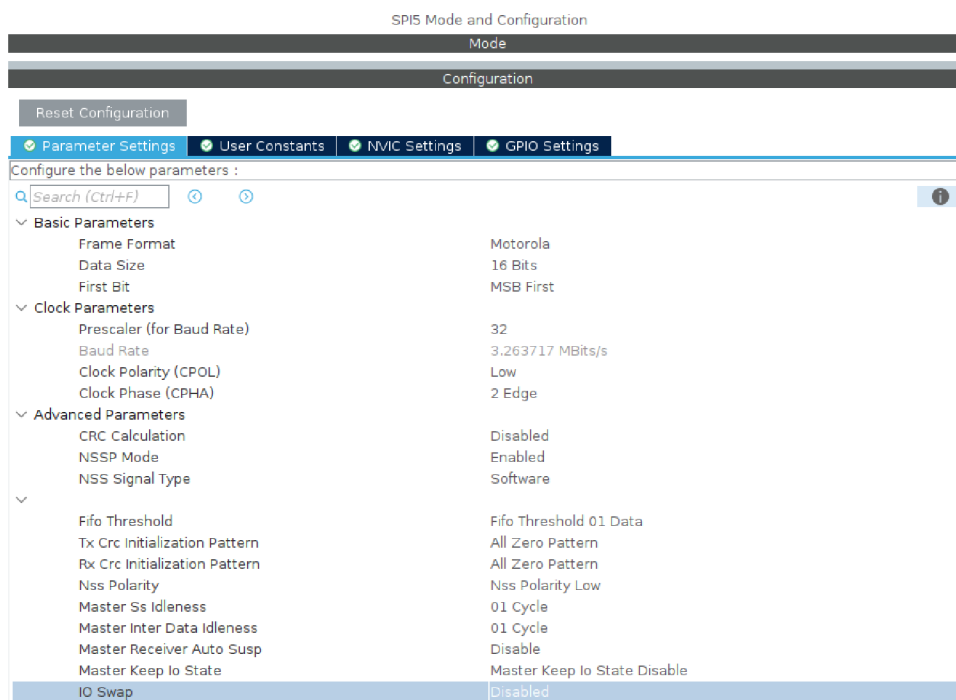 SPI5 Mode and Configuration
Mode
Configuration
Reset Configuration
Parameter Settings User Constants NVIC Settings GPIO Settings
Configure the below parameters :
Search (Ctrl+F)
Basic Parameters
Frame Format Motorola
Data Size 16 Bits
First Bit MSB First
Clock Parameters
Prescaler (for Baud Rate) 32
Baud Rate 3.263717 MBits/s
Clock Polarity (CPOL) Low
Clock Phase (CPHA) 2 Edge
Advanced Parameters
CRC Calculation Disabled
NSSP Mode Enabled
NSS Signal Type Software
Fifo Threshold Fifo Threshold 01 Data
Tx Crc Initialization Pattern All Zero Pattern
Rx Crc Initialization Pattern All Zero Pattern
Nss Polarity Nss Polarity Low
Master Ss Idleness 01 Cycle
Master Inter Data Idleness 01 Cycle
Master Receiver Auto Susp Disable
Master Keep Io State Master Keep Io State Disable
IO Swap Disabled